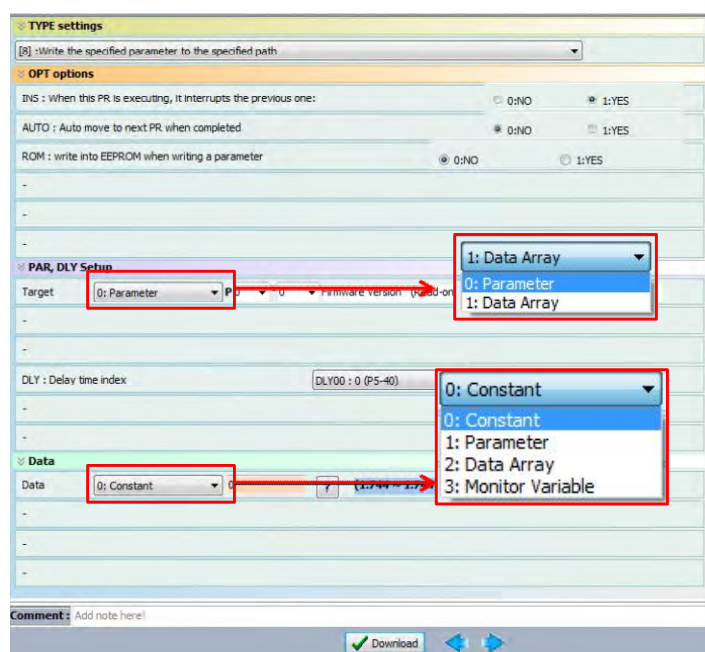 TYPE settings
[8] :Write the specified parameter to the specified path
OPT options
INS : When this PR is executing, it interrupts the previous one: 0:NO 1:YES
AUTO : Auto move to next PR when completed 0:NO 1:YES
ROM : write into EEPROM when writing a parameter 0:NO 1:YES
-
-
-
1: Data Array
PAR, DLY Setup
0: Parameter
Target 0: Parameter P 0 Firmware version
1: Data Array
-
-
DLY : Delay time index DLY00 : 0 (P5-40)
0: Constant
-
0: Constant
-
1: Parameter
2: Data Array
Data
Data 0: Constant 0 ?
3: Monitor Variable
-
-
-
Comment : Add note here!
Download